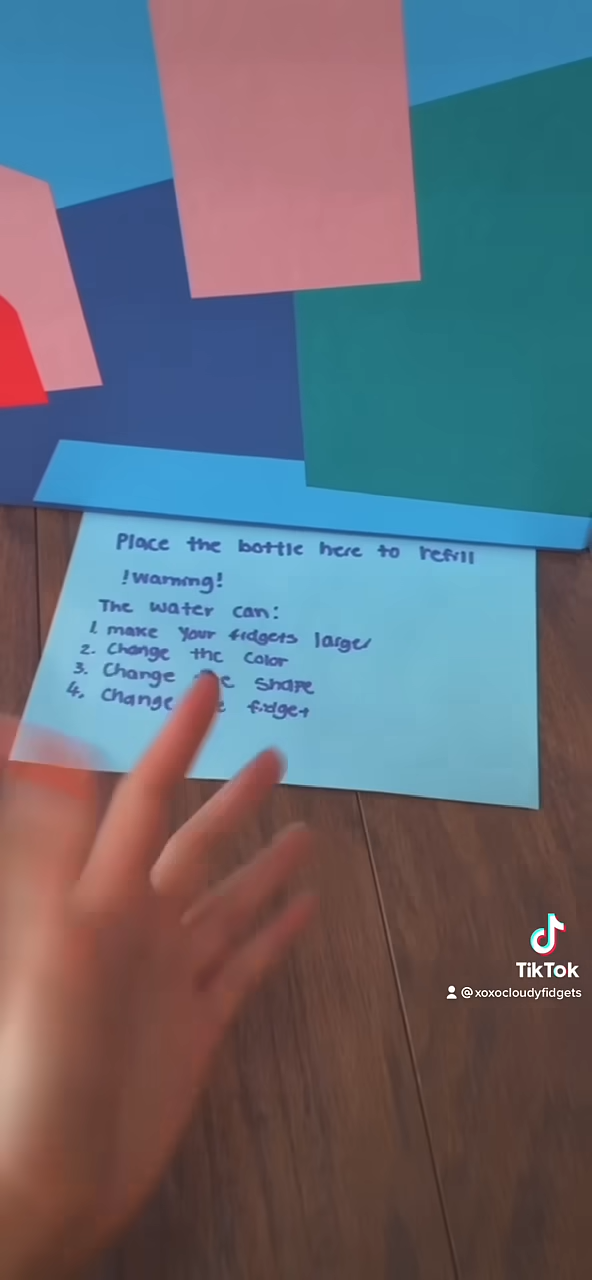 Place the bottle here to refill
!Warning!
The water can:
1. make your fidgets larger
2. Change the color
3. Change shape
4. Change fidget
TikTok
@xoxocloudyfidgets